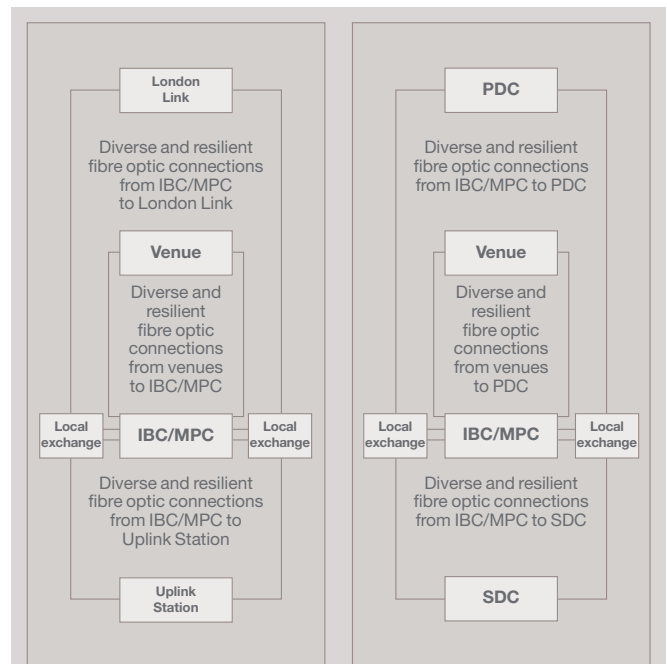 London
Link
Diverse and resilient
fibre optic connections
from IBC/MPC
to London Link
Venue
Diverse and
resilient
fibre optic
connections
from venues
to IBC/MPC
Local
exchange
IBC/MPC
Local
exchange
Diverse and resilient
fibre optic connections
from IBC/MPC to
Uplink Station
Uplink
Station
PDC
Diverse and resilient
fibre optic connections
from IBC/MPC to PDC
Venue
Diverse and
resilient
fibre optic
connections
from venues
to PDC
Local
exchange
IBC/MPC
Local
exchange
Diverse and resilient
fibre optic connections
from IBC/MPC to SDC
SDC